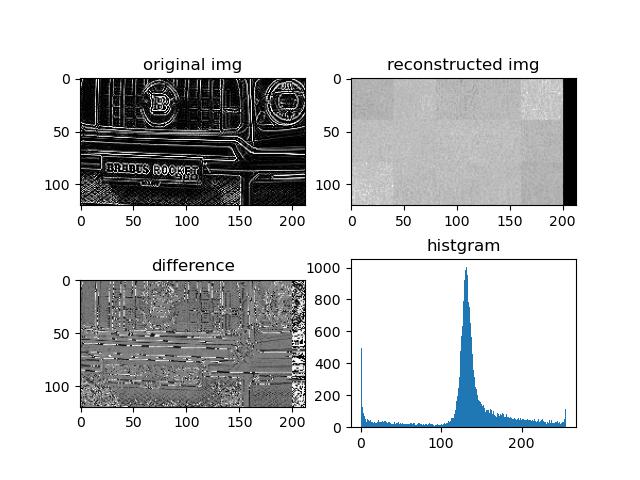 original img
reconstructed img
0
50
100
0 50 100 150 200
B
BRABUS ROCKET
0
50
100
0 50 100 150 200
difference
histgram
0
50
100
0 50 100 150 200
1000
800
600
400
200
0
0 100 200